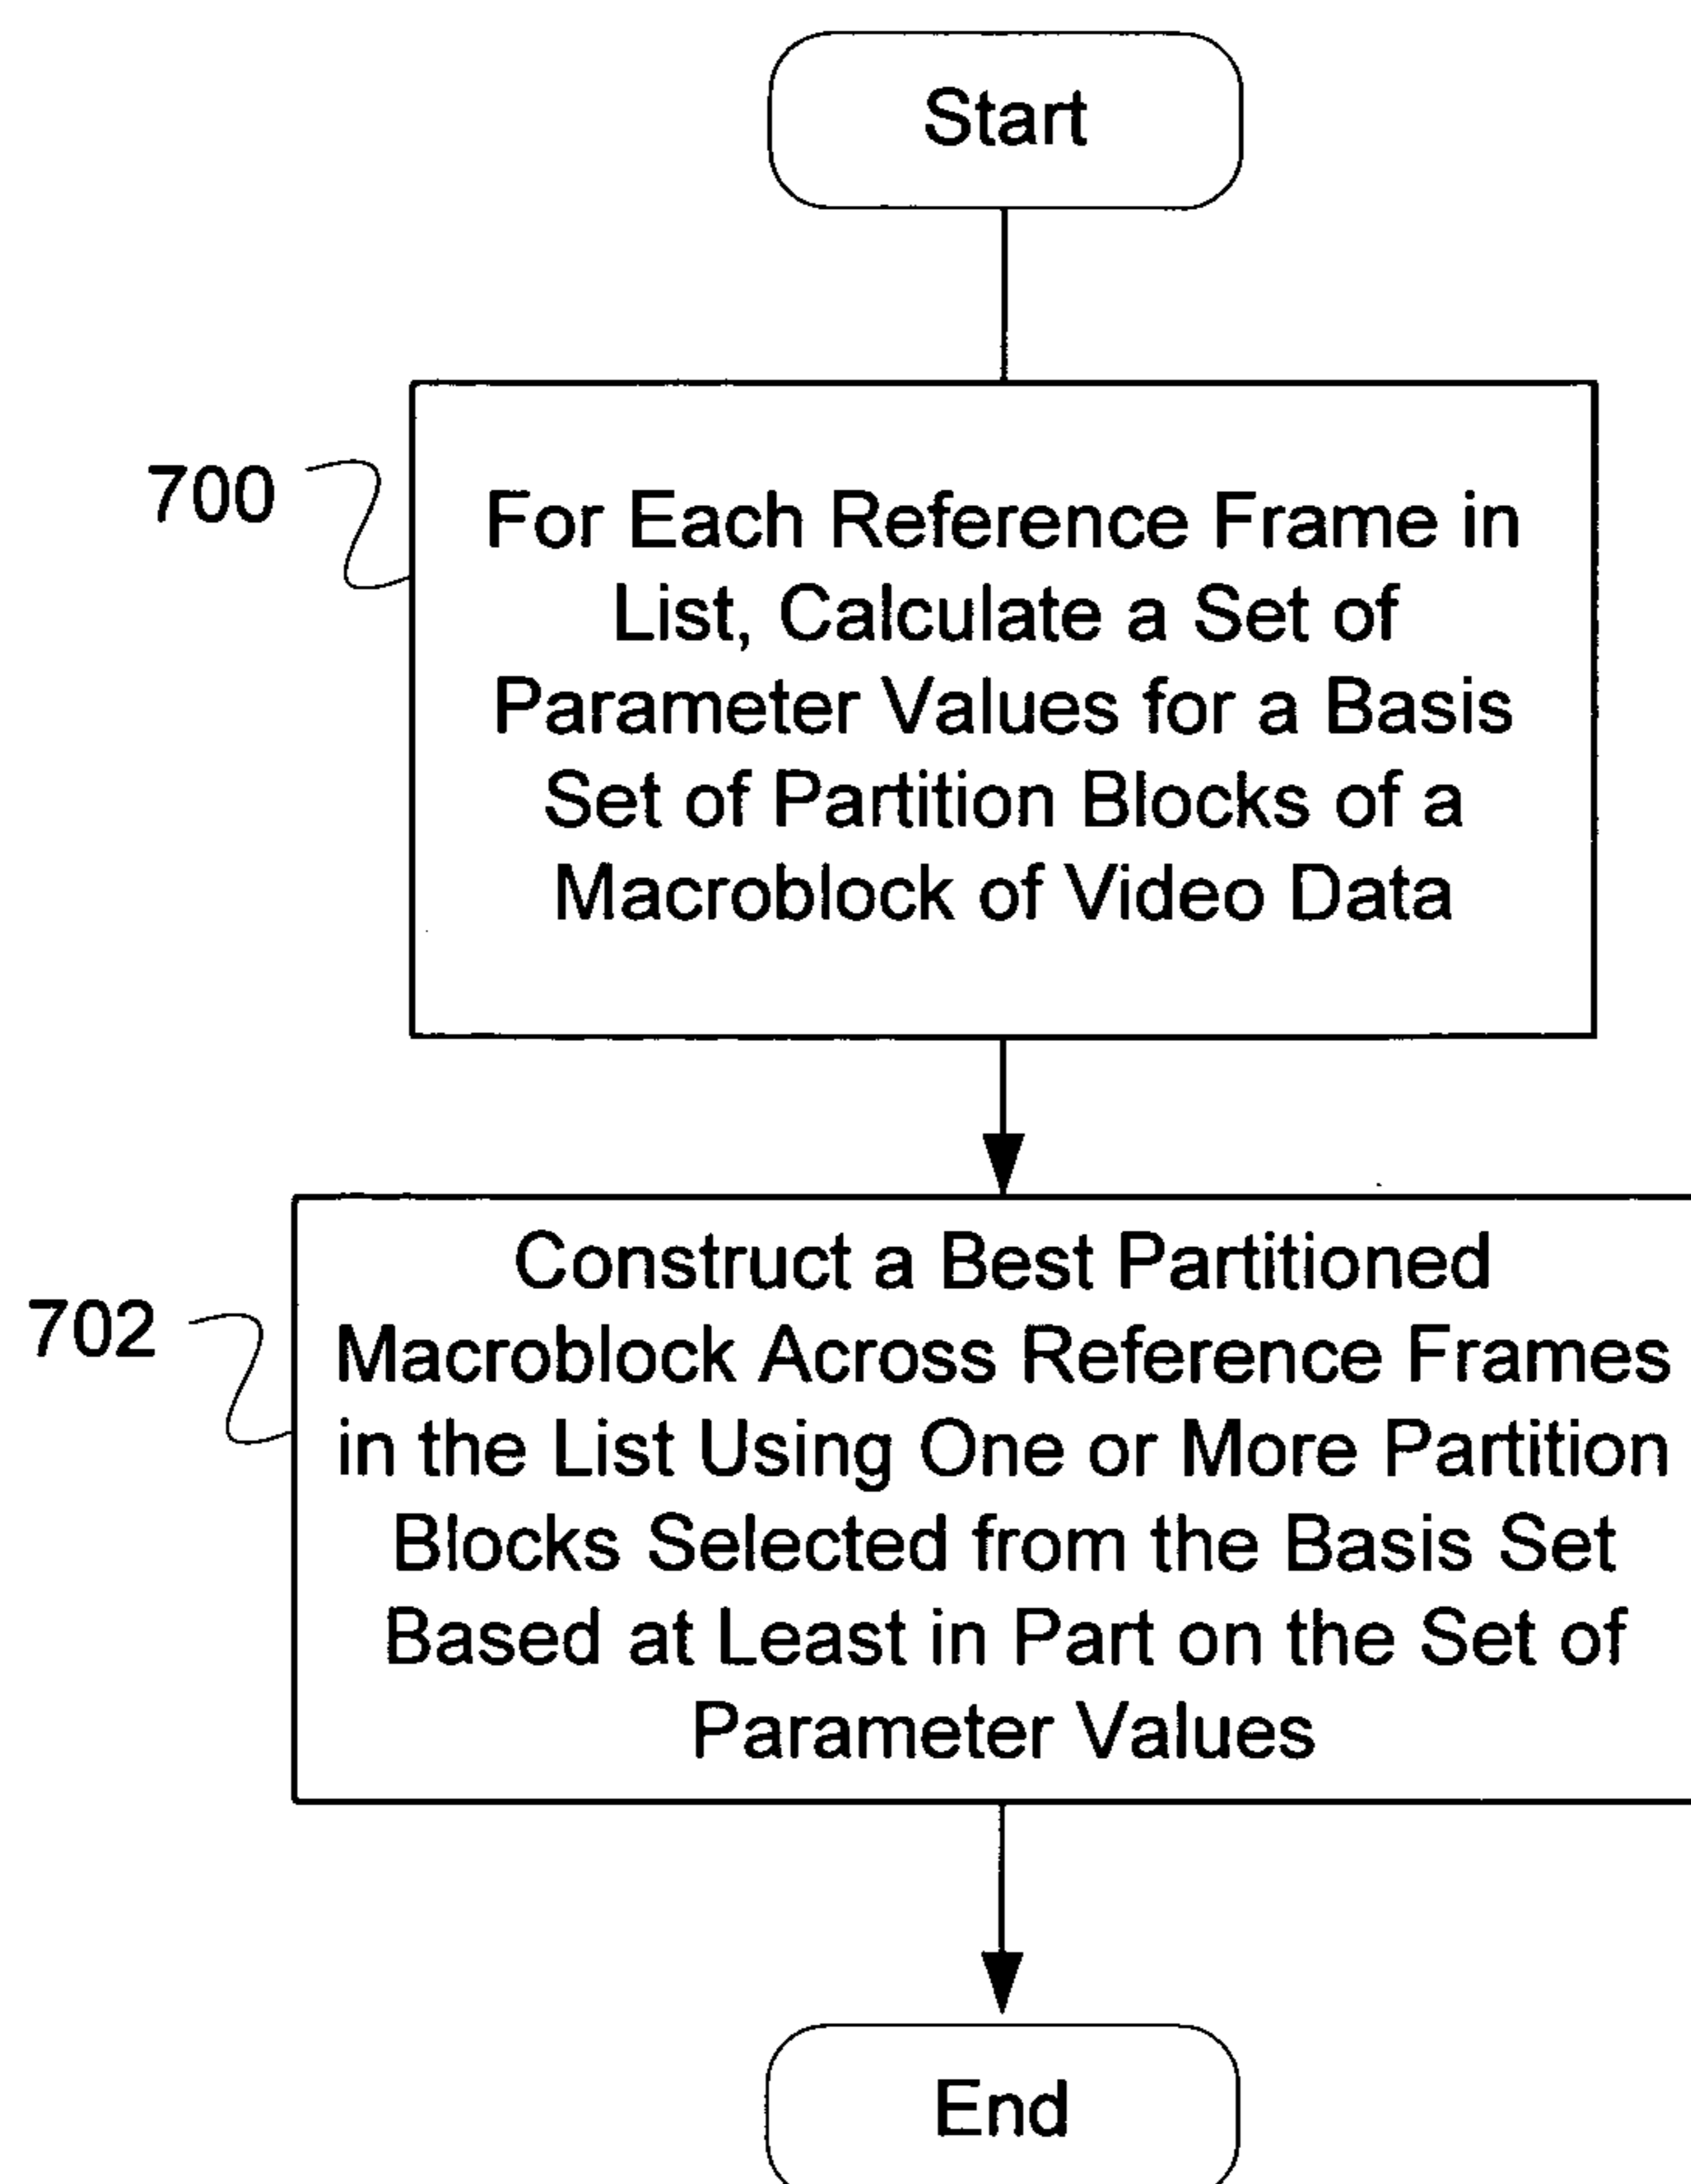 Start
700
For Each Reference Frame in
List, Calculate a Set of
Parameter Values for a Basis
Set of Partition Blocks of a
Macroblock of Video Data
702
Construct a Best Partitioned
Macroblock Across Reference Frames
in the List Using One or More Partition
Blocks Selected from the Basis Set
Based at Least in Part on the Set of
Parameter Values
End